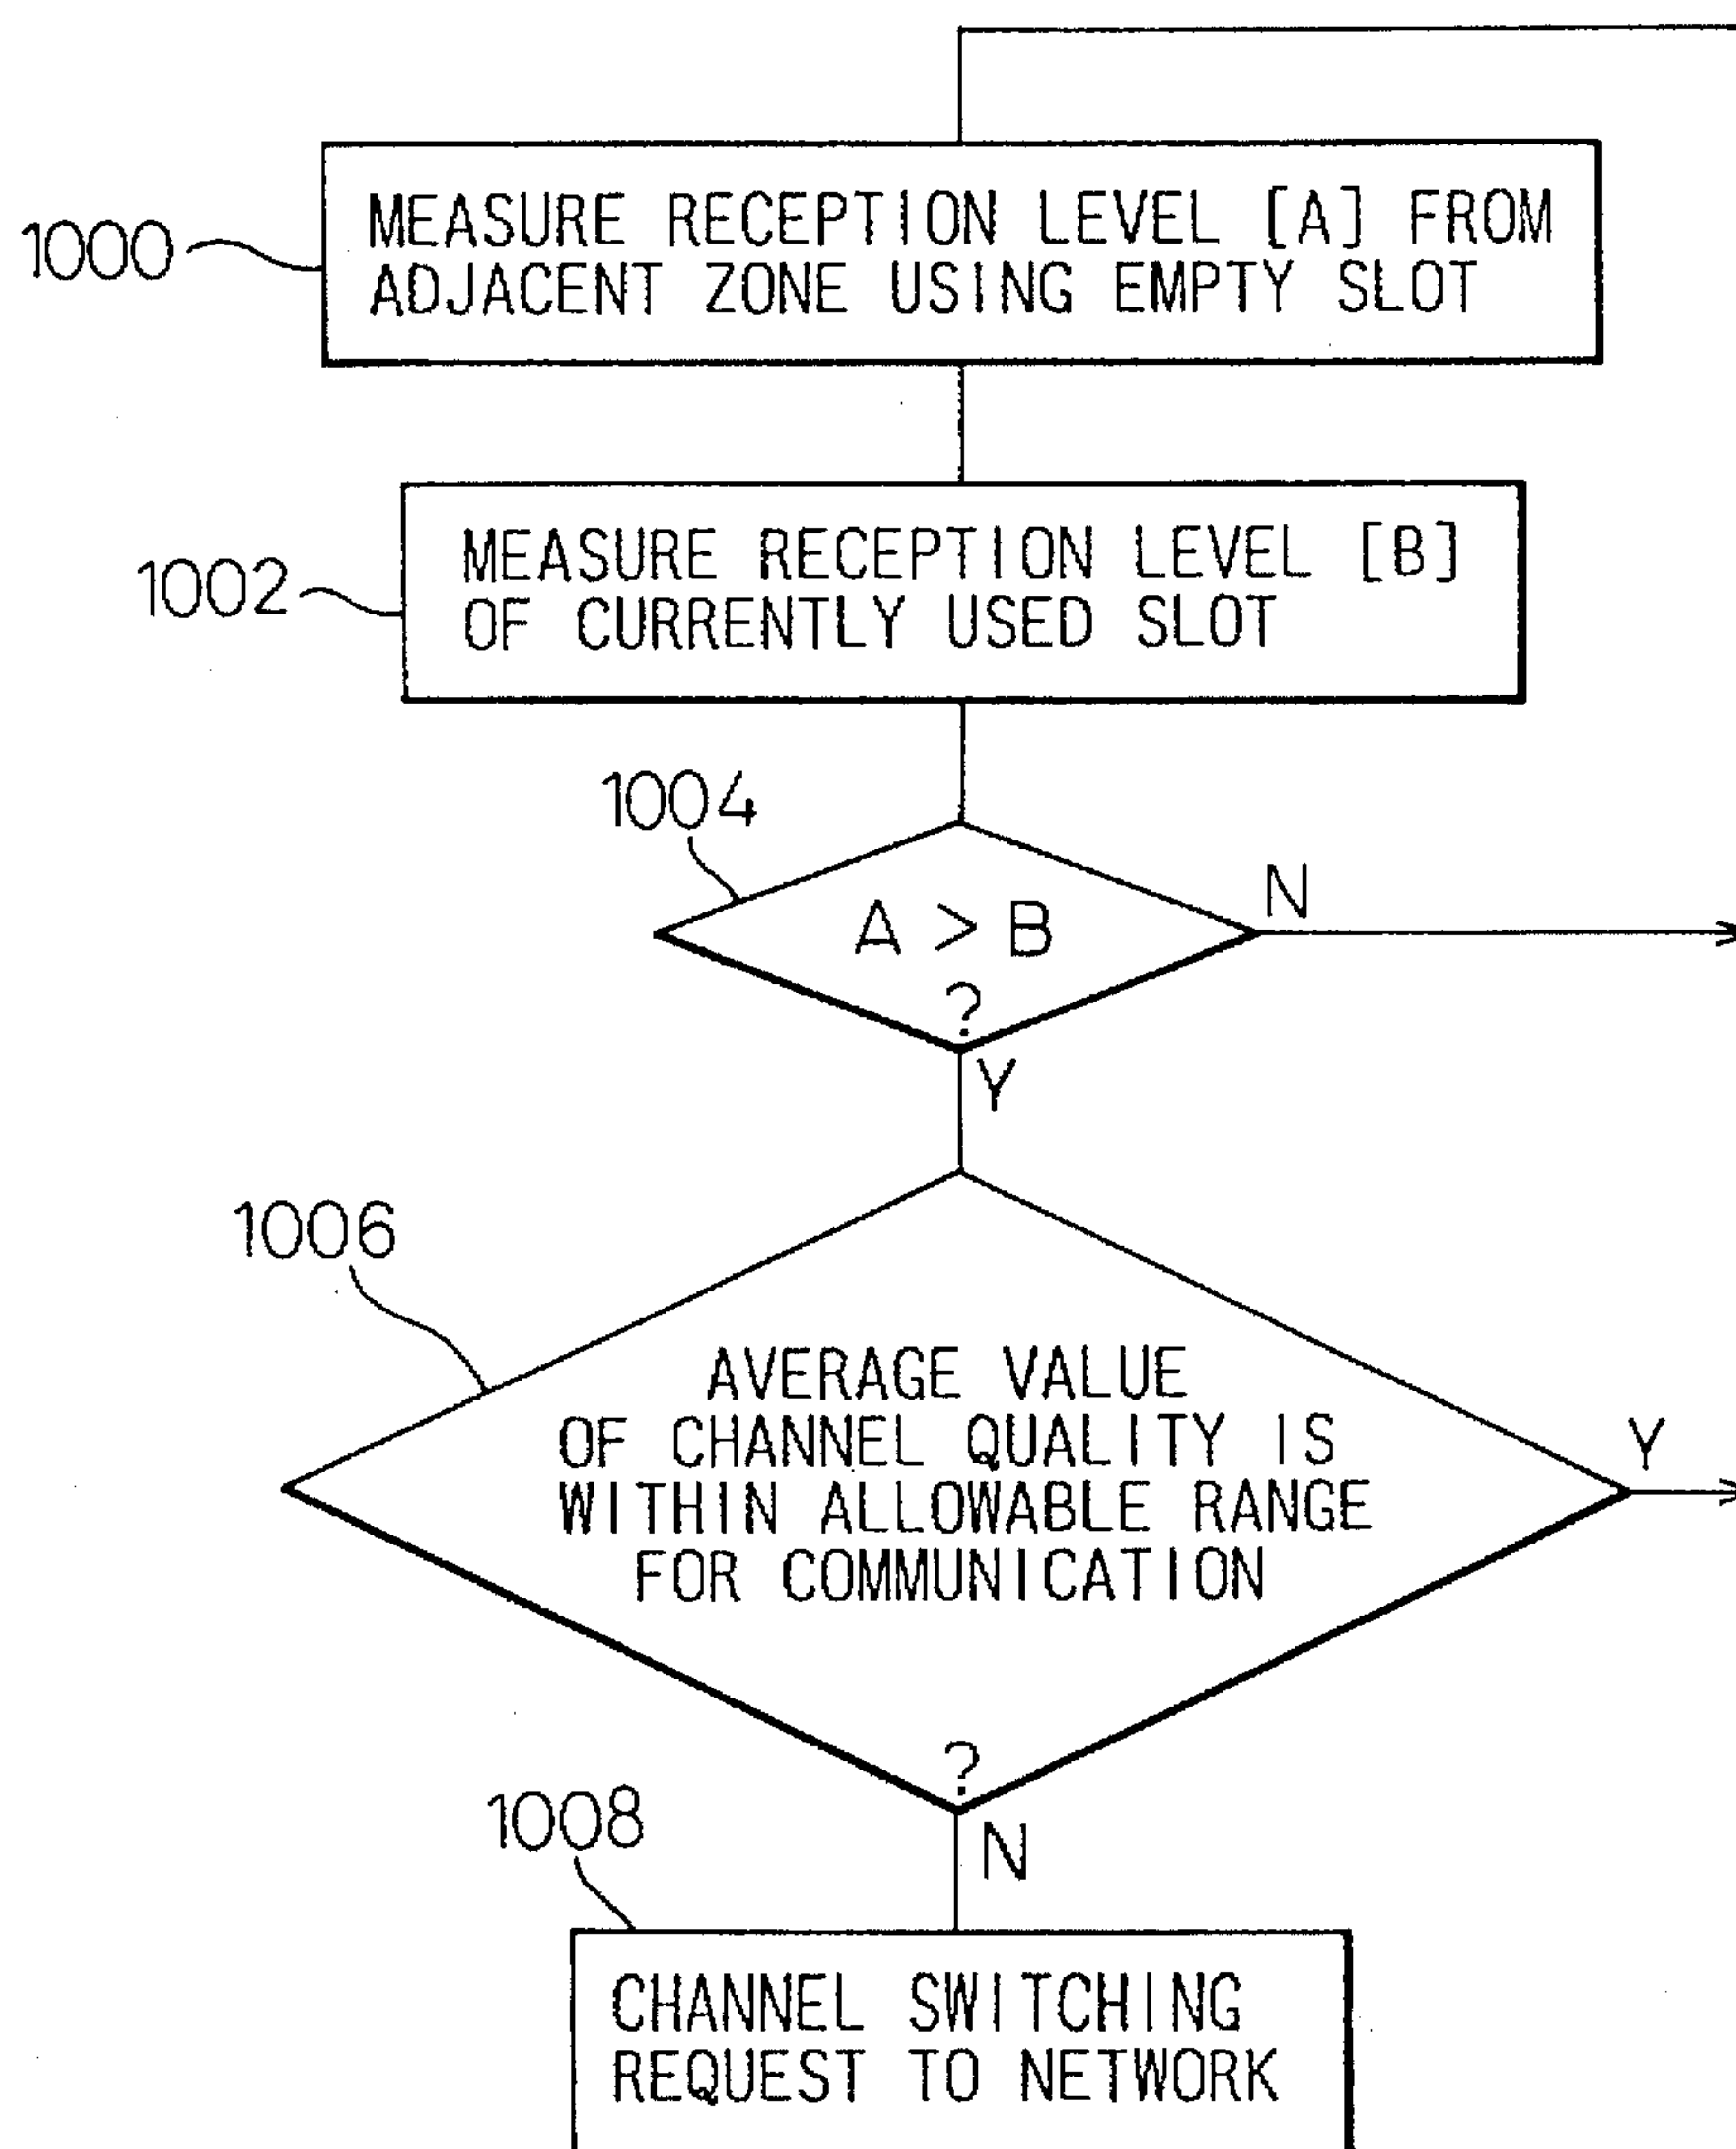 1000
MEASURE RECEPTION LEVEL [A] FROM
ADJACENT ZONE USING EMPTY SLOT
1002
MEASURE RECEPTION LEVEL [B]
OF CURRENTLY USED SLOT
1004
A > B
?
N
Y
1006
AVERAGE VALUE
OF CHANNEL QUALITY IS
WITHIN ALLOWABLE RANGE
FOR COMMUNICATION
?
Y
N
1008
CHANNEL SWITCHING
REQUEST TO NETWORK